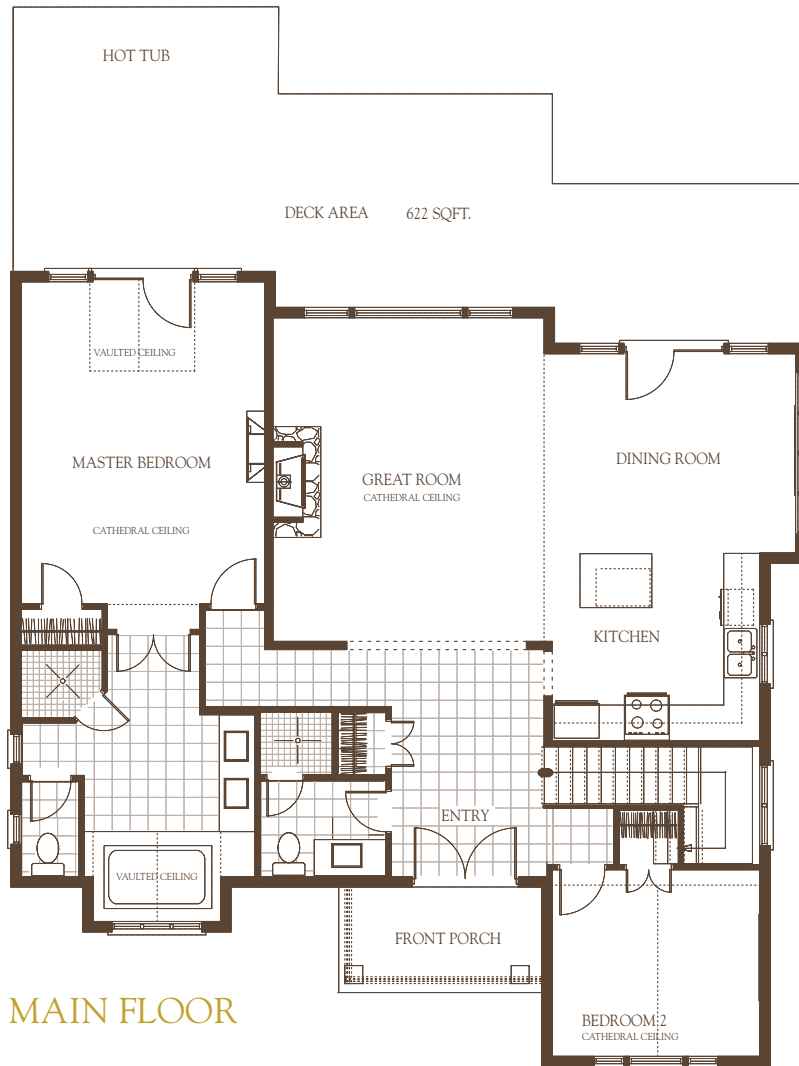 HOT TUB
DECK AREA 622 SQFT.
VAULTED CEILING
MASTER BEDROOM
CATHEDRAL CEILING
GREAT ROOM
CATHEDRAL CEILING
DINING ROOM
KITCHEN
ENTRY
VAULTED CEILING
FRONT PORCH
BEDROOM 2
CATHEDRAL CEILING
MAIN FLOOR